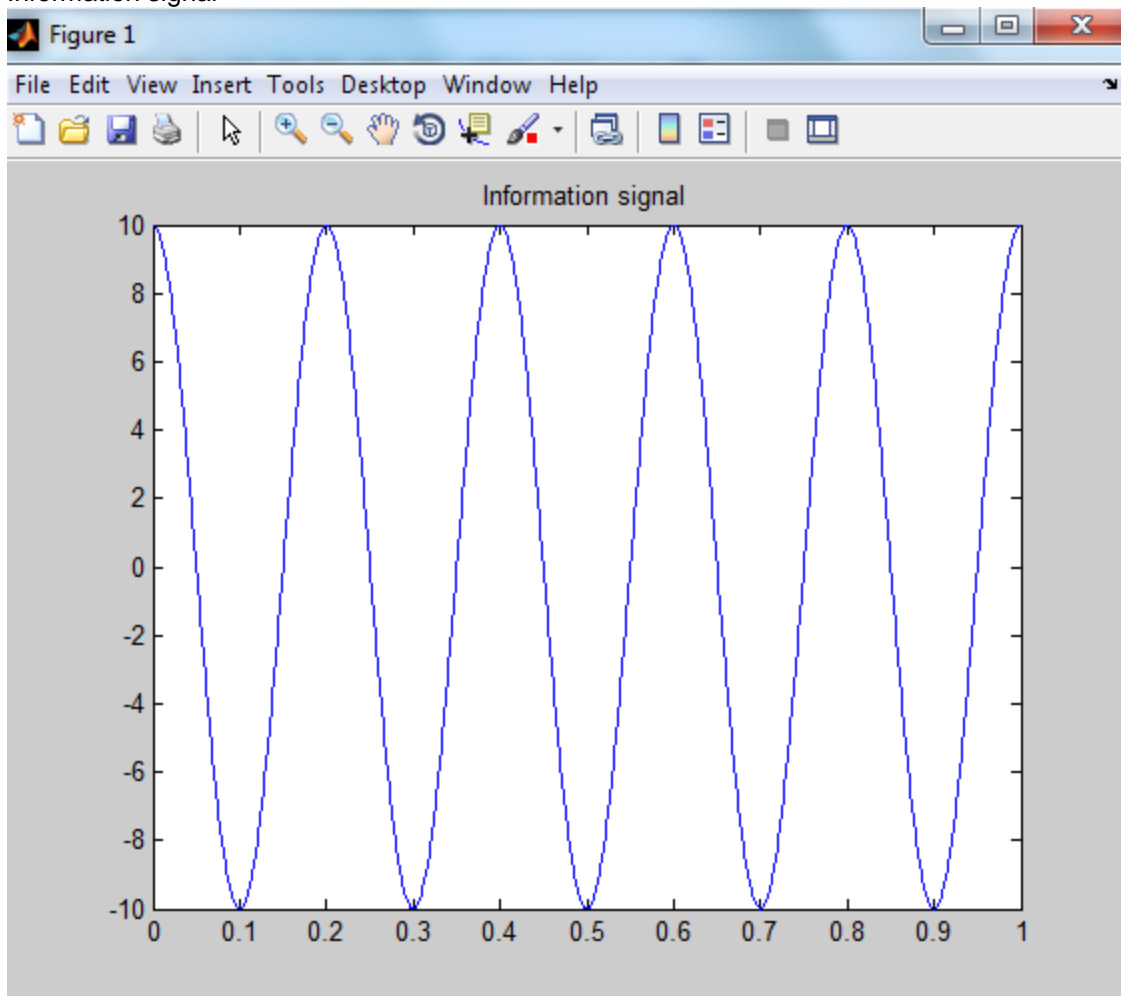 Information signal
Figure 1
File Edit View Insert Tools Desktop Window Help
Information signal
10
8
6
4
2
0
-2
-4
-6
-8
-10
0 0.1 0.2 0.3 0.4 0.5 0.6 0.7 0.8 0.9 1